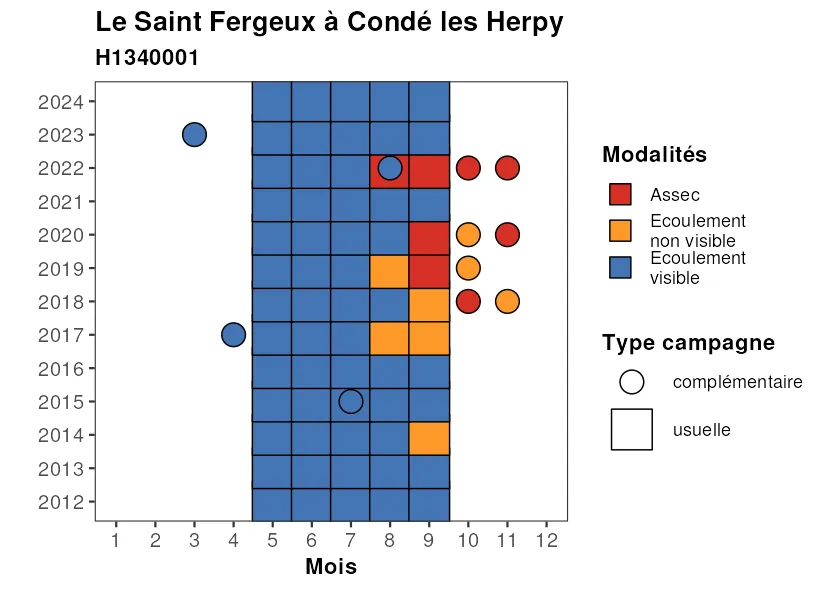 Le Saint Fergeux à Condé les Herpy
H1340001
2024
2023
2022
2021
2020
2019
2018
2017
2016
2015
2014
2013
2012
1 2 3 4 5 6 7 8 9 10 11 12
Mois
Modalités
Assec
Ecoulement
non visible
Ecoulement
visible
Type campagne
complémentaire
usuelle